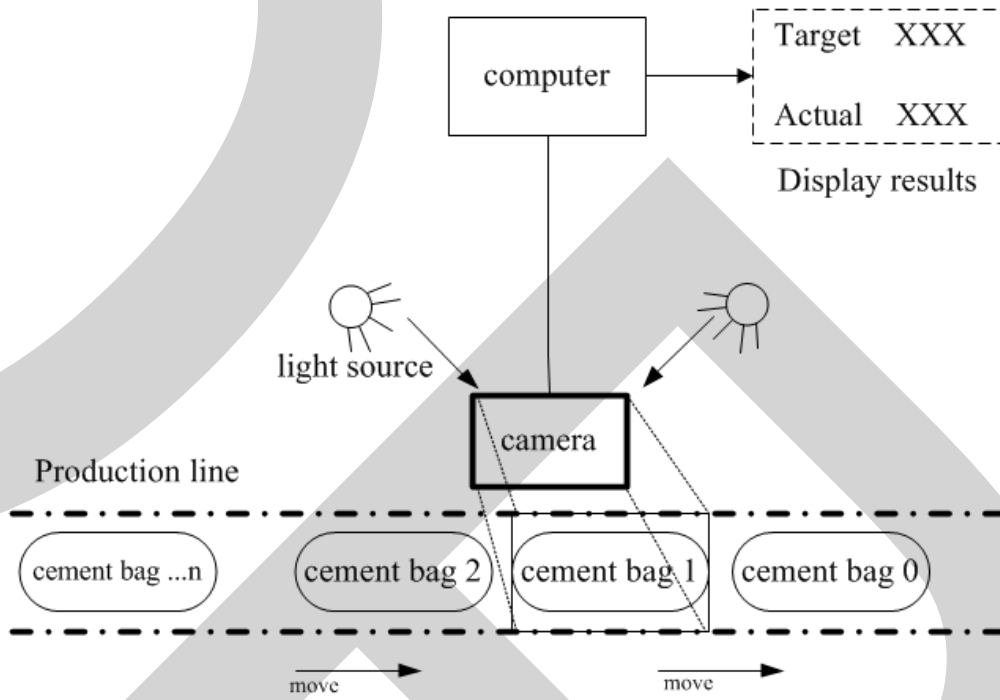 computer
Target XXX
Actual XXX
Display results
light source
camera
Production line
cement bag ...n
cement bag 2
cement bag 1
cement bag 0
move
move